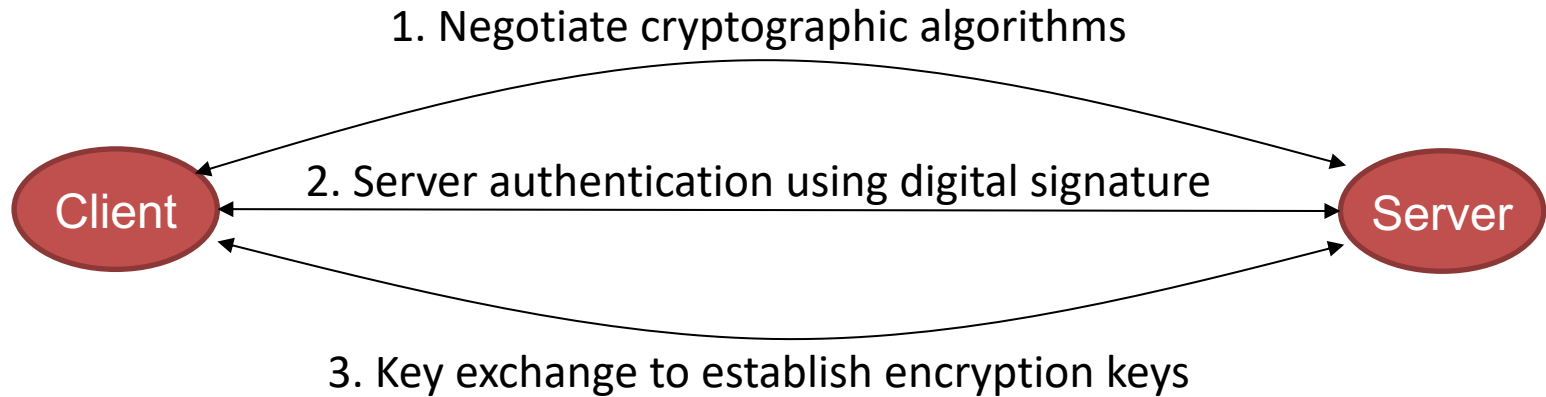 1. Negotiate cryptographic algorithms
2. Server authentication using digital signature
Client
Server
3. Key exchange to establish encryption keys